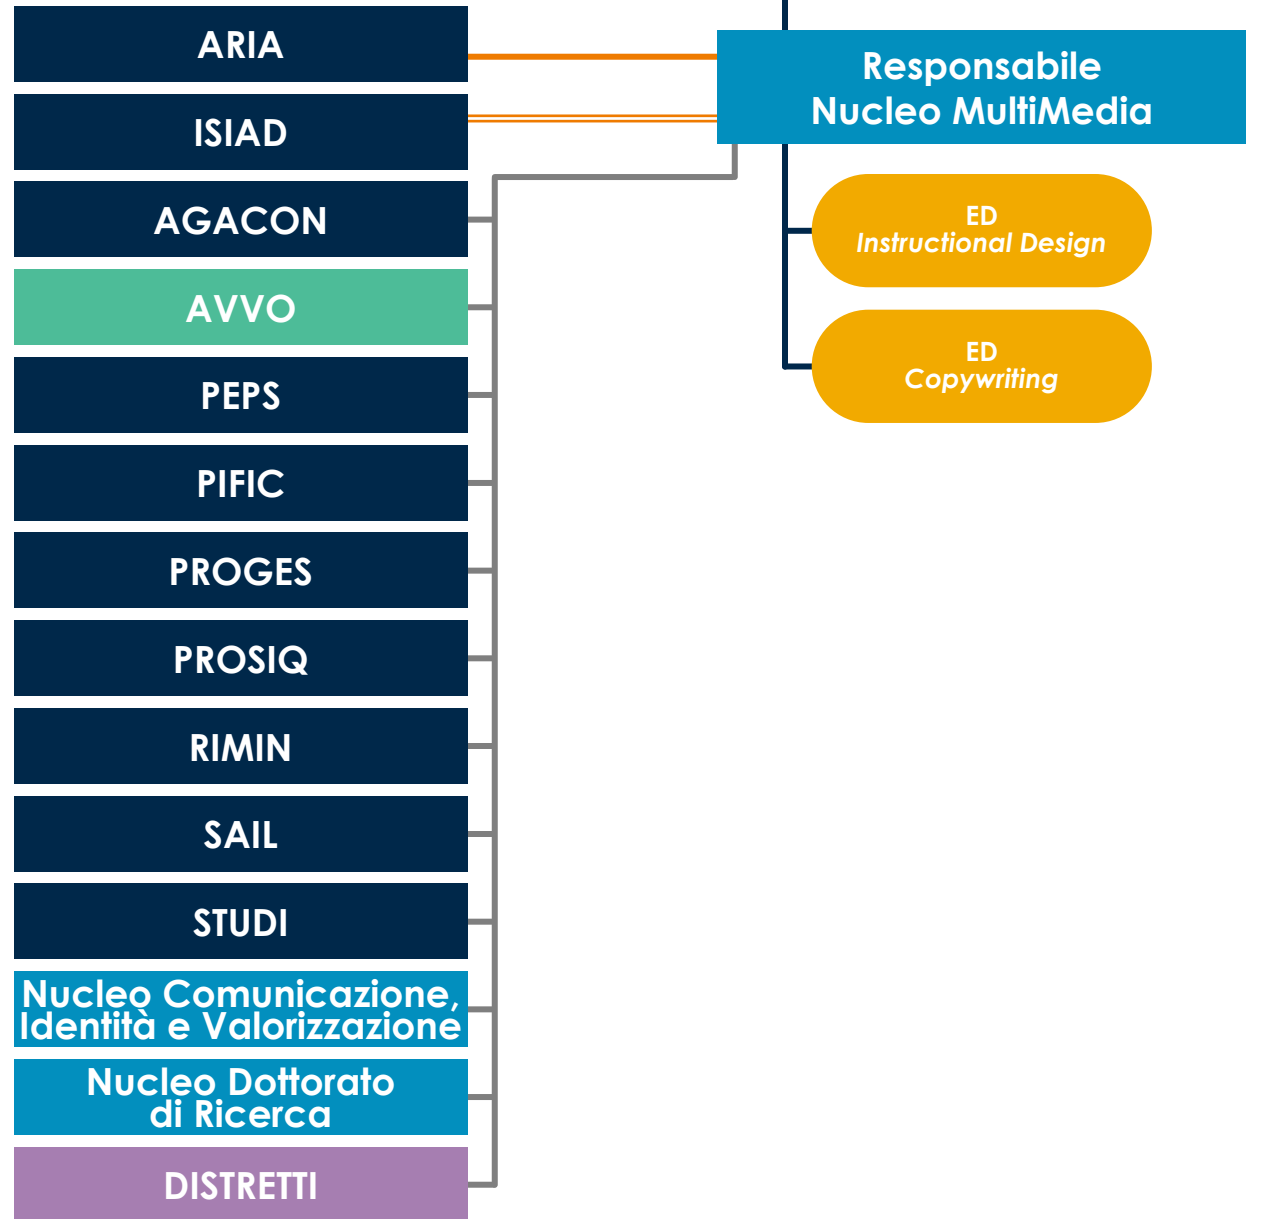 ARIA
ISIAD
AGACON
AVVO
PEPS
PIFIC
PROGES
PROSIQ
RIMIN
SAIL
STUDI
Nucleo Comunicazione,
Identità e Valorizzazione
Nucleo Dottorato
di Ricerca
DISTRETTI
Responsabile
Nucleo MultiMedia
ED
Instructional Design
ED
Copywriting